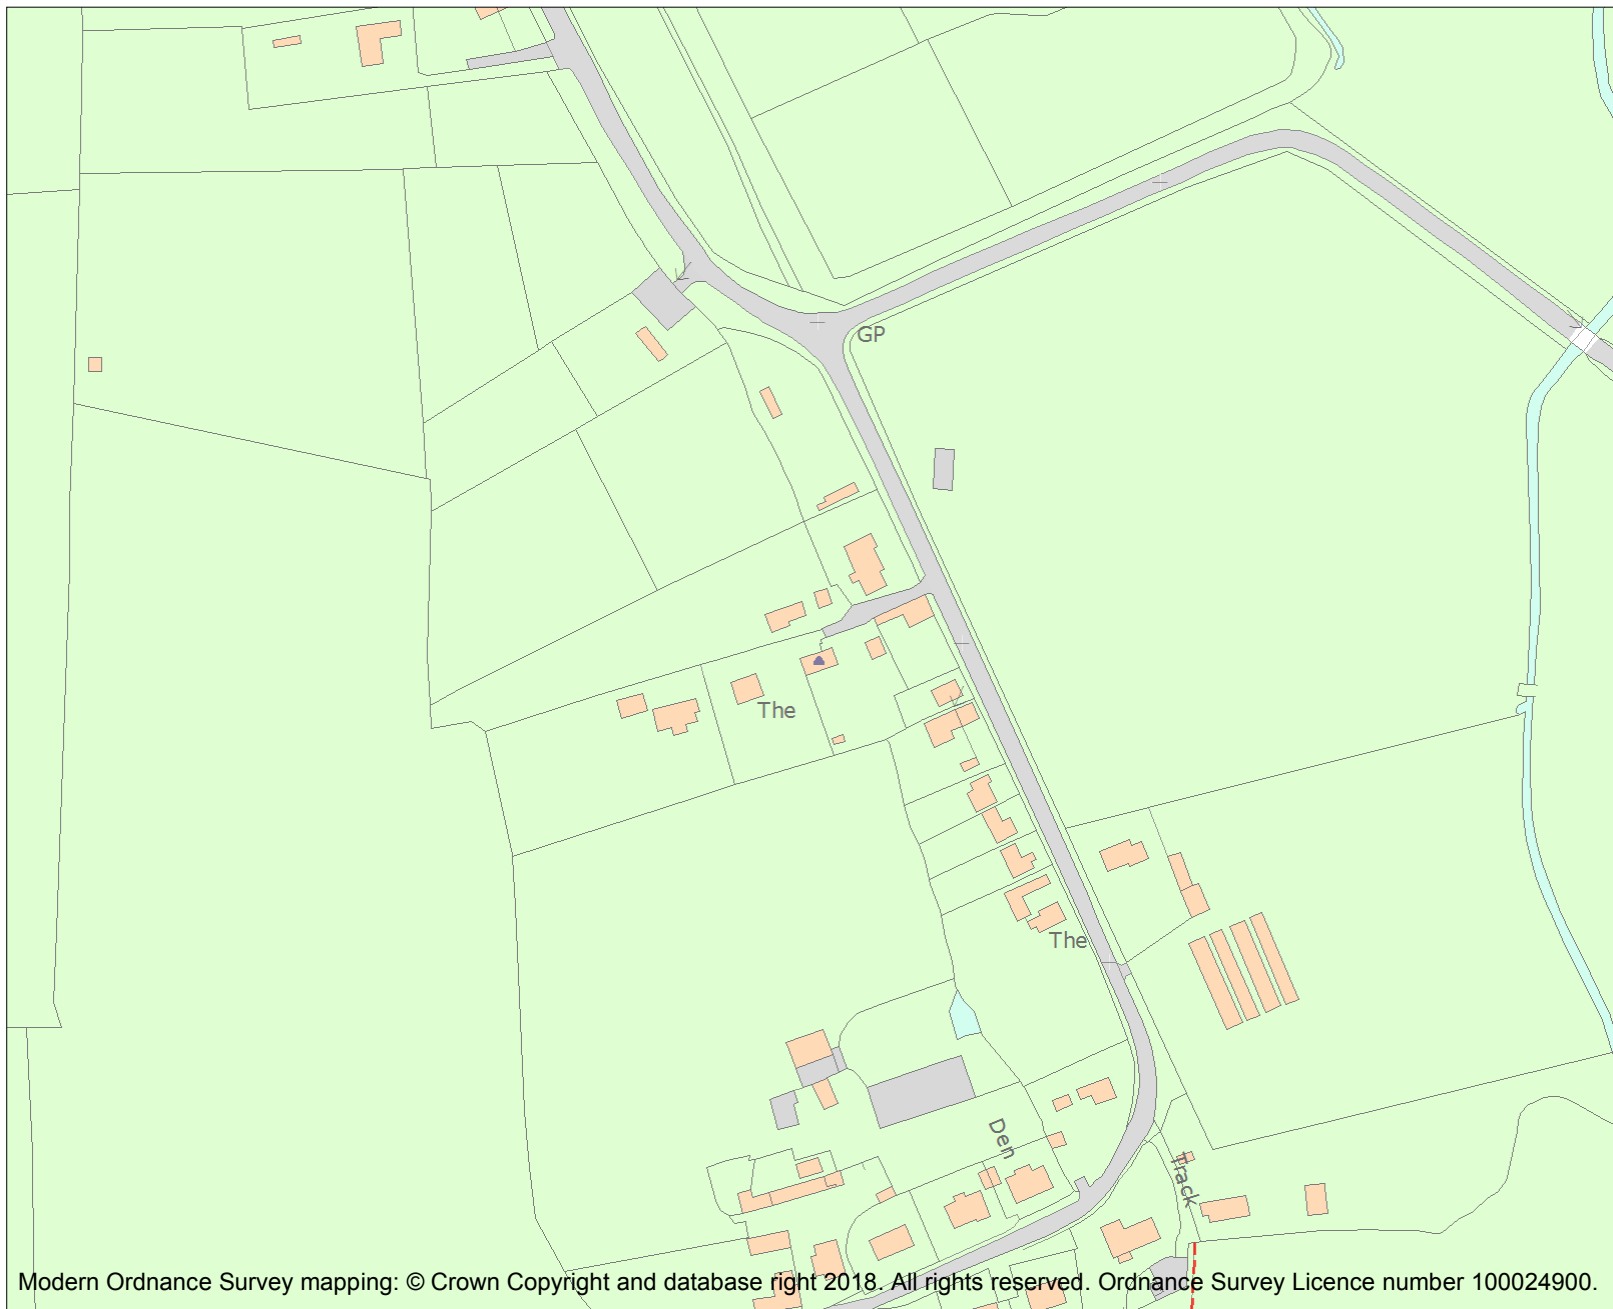 GP
The
The
Den
Track
Modern Ordnance Survey mapping: © Crown Copyright and database right 2018. All rights reserved. Ordnance Survey Licence number 100024900.